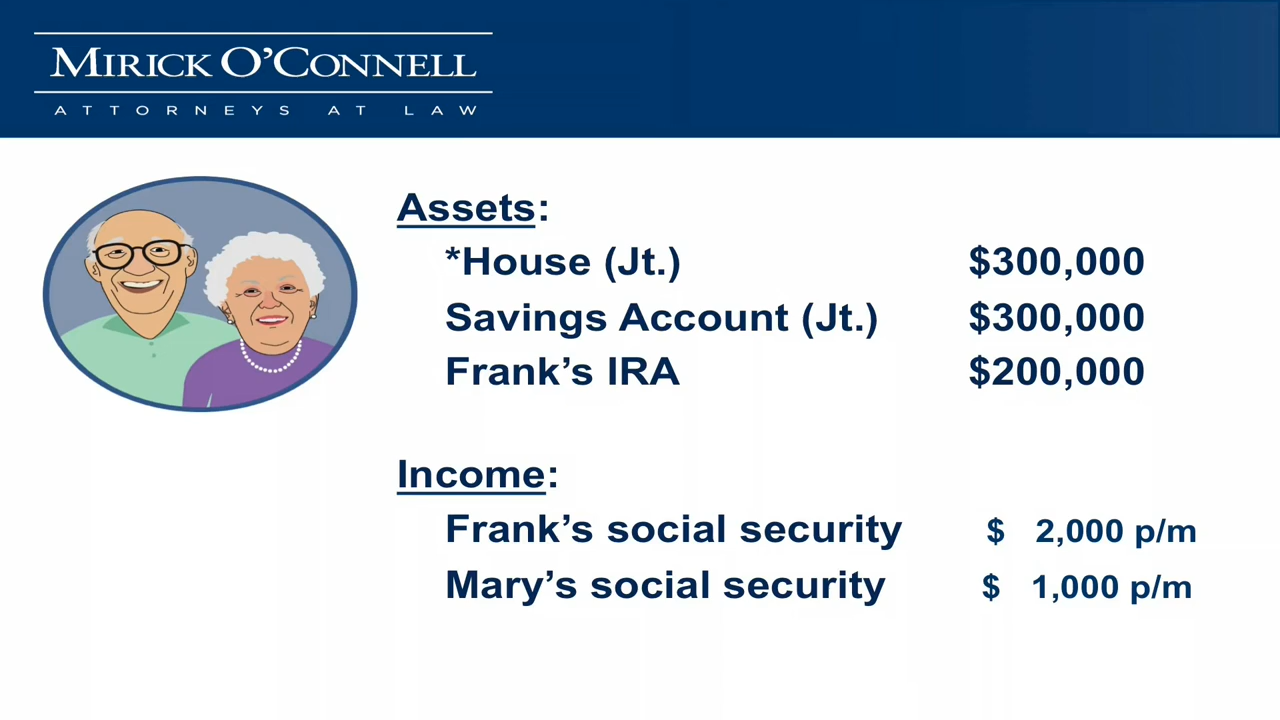 MIRICK O’CONNELL
ATTORNEYS AT LAW
Assets:
*House (Jt.) $300,000
Savings Account (Jt.) $300,000
Frank’s IRA $200,000
Income:
Frank’s social security $ 2,000 p/m
Mary’s social security $ 1,000 p/m